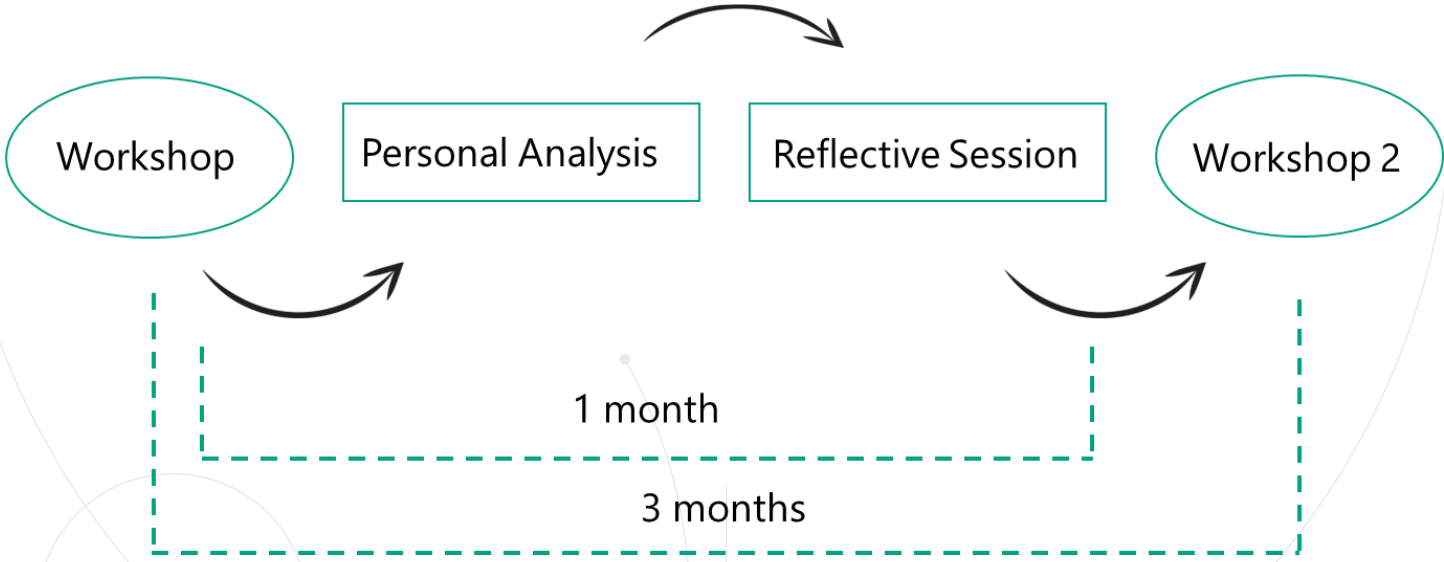 Workshop
Personal Analysis
Reflective Session
Workshop 2
1 month
3 months